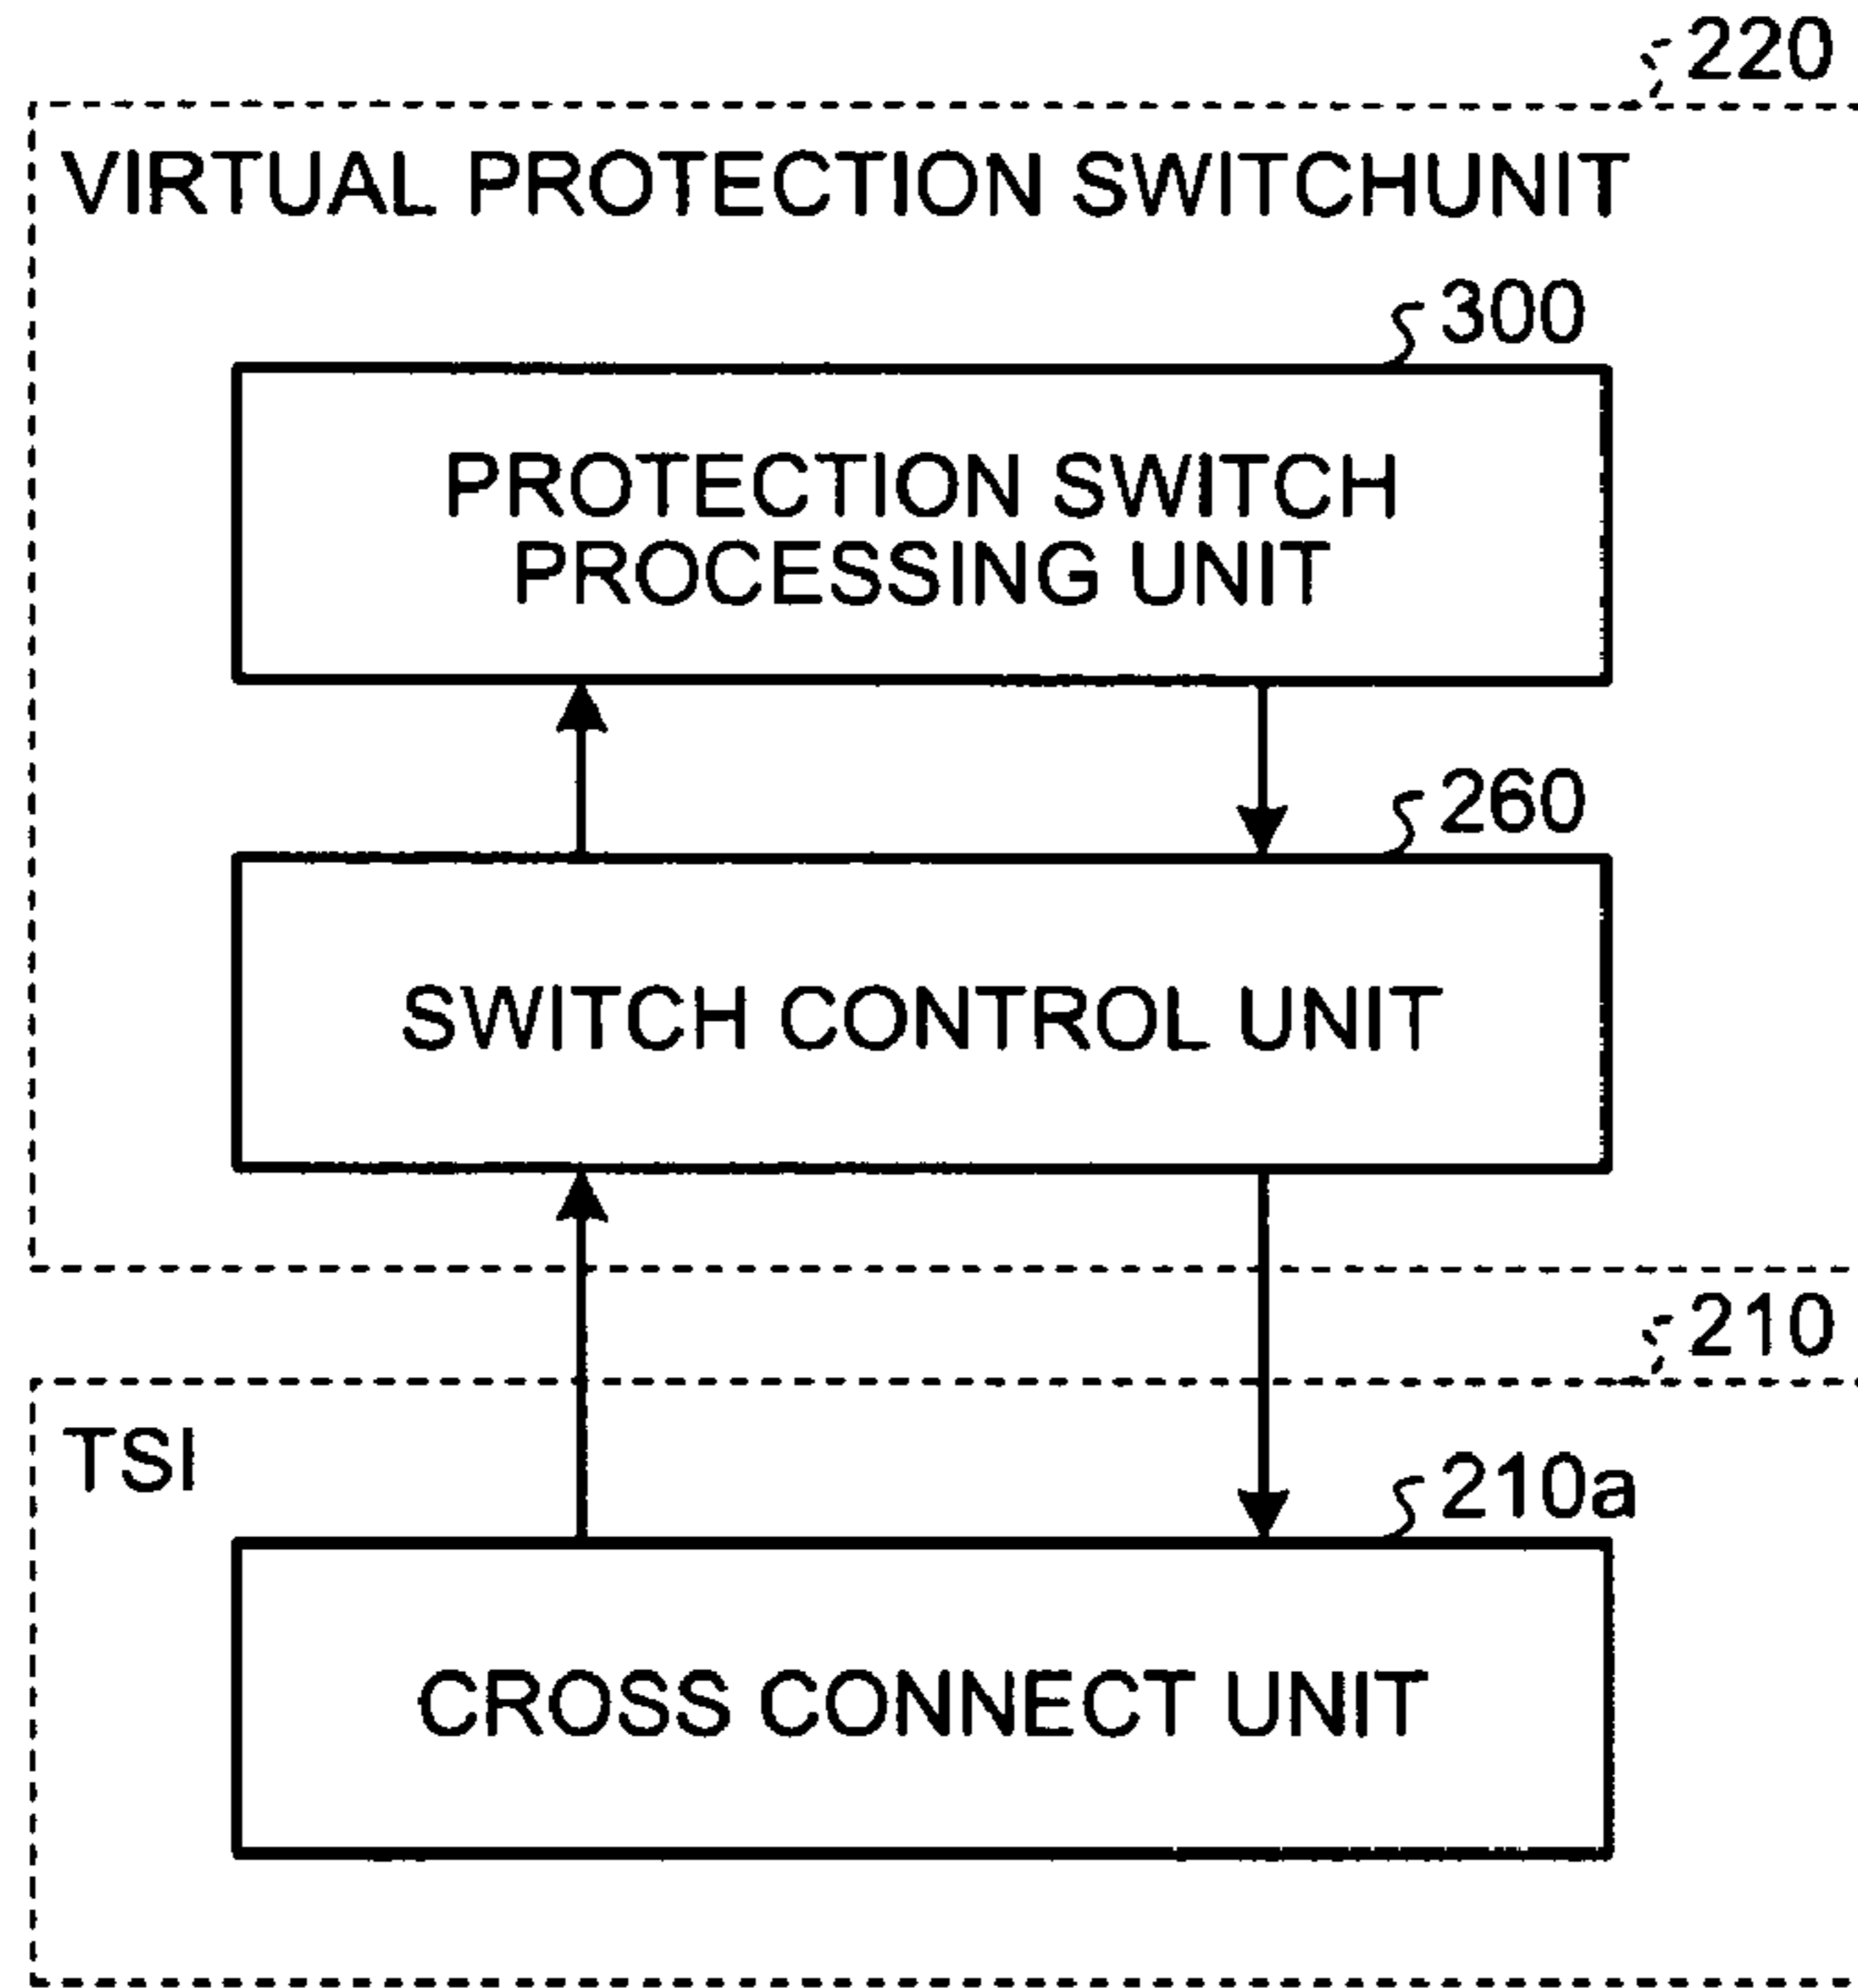 220
VIRTUAL PROTECTION SWITCHUNIT
300
PROTECTION SWITCH
PROCESSING UNIT
260
SWITCH CONTROL UNIT
210
TSI
210a
CROSS CONNECT UNIT